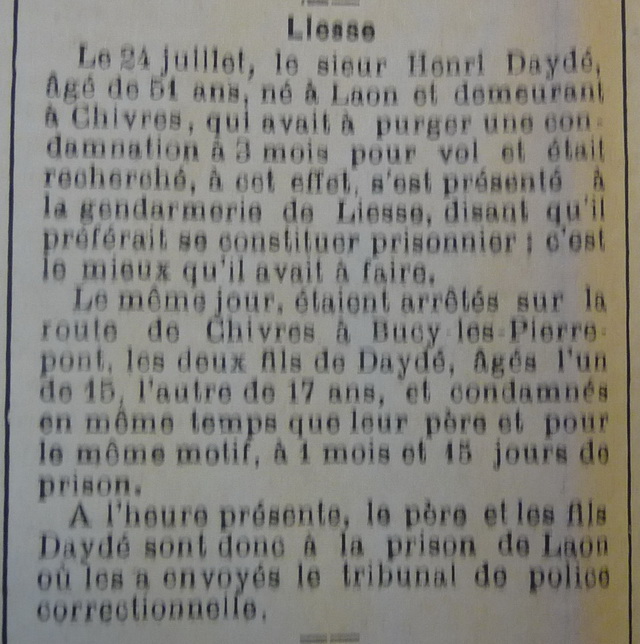 Liesse
Le 24 juillet, le sieur Henri Daydé,
âgé de 51 ans, né à Laon et demeurant
à Chivres, qui avait à purger une con-
damnation à 3 mois pour vol et était
recherché, à cet effet, s'est présenté à
la gendarmerie de Liesse, disant qu'il
préférait se constituer prisonnier ; c'est
le mieux qu'il avait à faire.
Le même jour, étaient arrêtés sur la
route de Chivres à Bucy-les-Pierre-
pont, les deux fils de Daydé, âgés l'un
de 15, l'autre de 17 ans, et condamnés
en même temps que leur père et pour
le même motif, à 1 mois et 15 jours de
prison.
A l'heure présente, le père et les fils
Daydé sont donc à la prison de Laon
où les a envoyés le tribunal de police
correctionnelle.